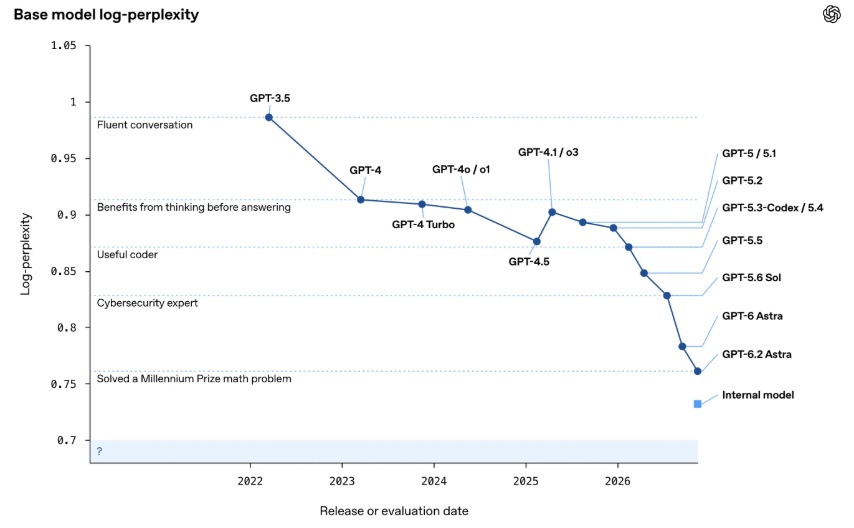 Base model log-perplexity
1.05
1
0.95
0.9
0.85
0.8
0.75
0.7
Log-perplexity
GPT-3.5
Fluent conversation
GPT-4
GPT-4o / o1
GPT-4.1 / o3
Benefits from thinking before answering
GPT-4 Turbo
GPT-4.5
Useful coder
Cybersecurity expert
Solved a Millennium Prize math problem
?
GPT-5 / 5.1
GPT-5.2
GPT-5.3-Codex / 5.4
GPT-5.5
GPT-5.6 Sol
GPT-6 Astra
GPT-6.2 Astra
Internal model
2022
2023
2024
2025
2026
Release or evaluation date